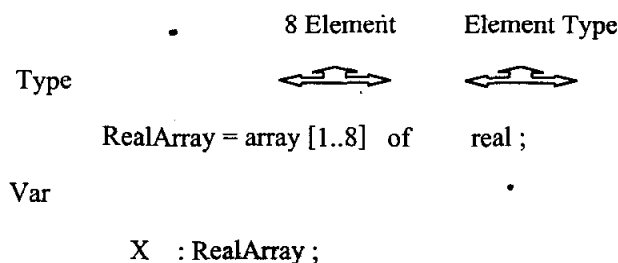 8 Element Element Type
Type
RealArray = array [1..8] of real ;
Var
X : RealArray ;